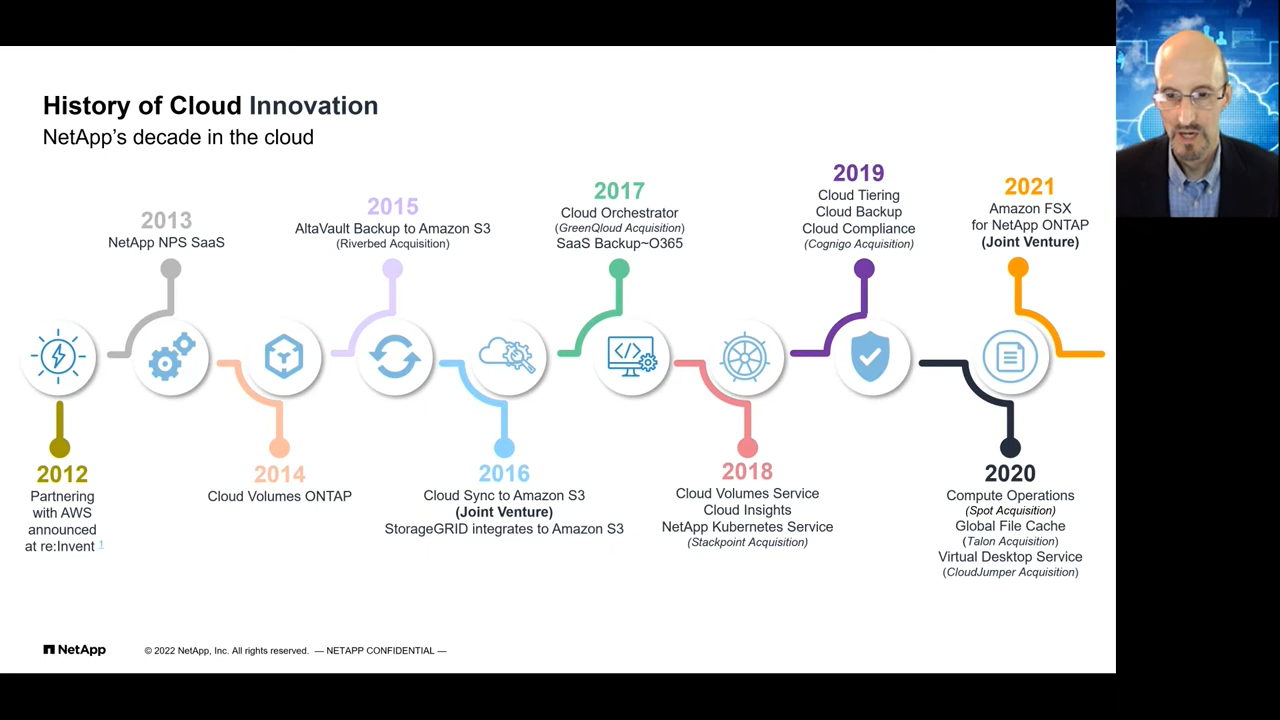 History of Cloud Innovation
NetApp's decade in the cloud
2012
Partnering
with AWS
announced
at re:Invent 1
2013
NetApp NPS SaaS
2014
Cloud Volumes ONTAP
2015
AltaVault Backup to Amazon S3
(Riverbed Acquisition)
2016
Cloud Sync to Amazon S3
(Joint Venture)
StorageGRID integrates to Amazon S3
2017
Cloud Orchestrator
(GreenQloud Acquisition)
SaaS Backup~O365
2018
Cloud Volumes Service
Cloud Insights
NetApp Kubernetes Service
(Stackpoint Acquisition)
2019
Cloud Tiering
Cloud Backup
Cloud Compliance
(Cognigo Acquisition)
2020
Compute Operations
(Spot Acquisition)
Global File Cache
(Talon Acquisition)
Virtual Desktop Service
(CloudJumper Acquisition)
2021
Amazon FSX
for NetApp ONTAP
(Joint Venture)
NetApp
© 2022 NetApp, Inc. All rights reserved. — NETAPP CONFIDENTIAL —